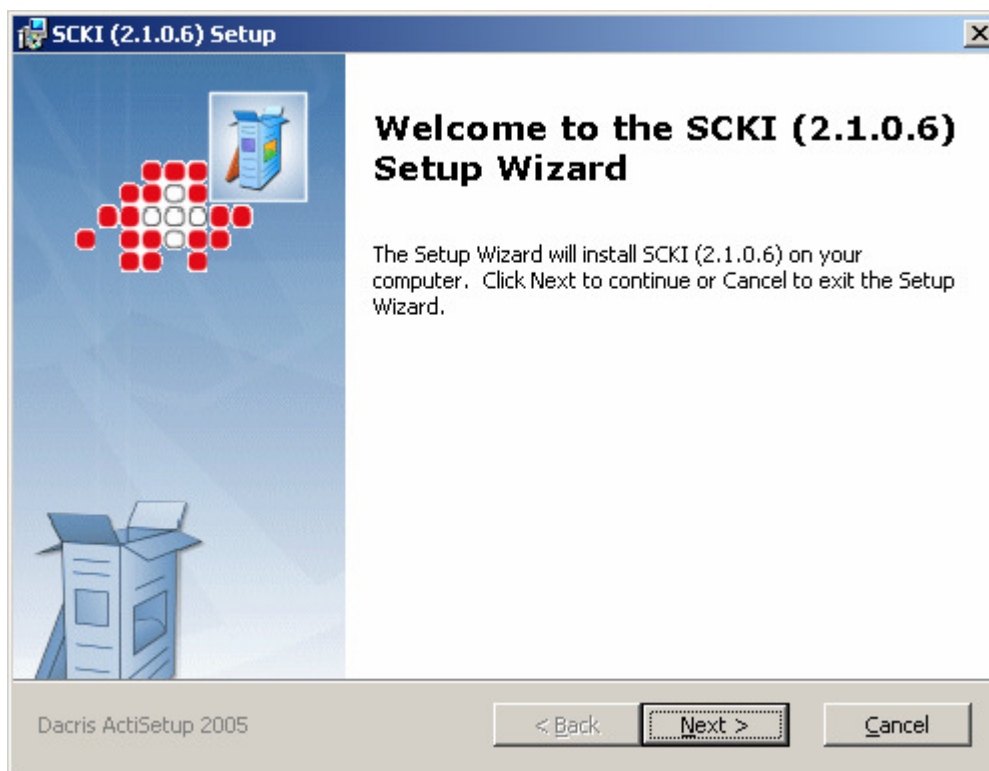 SCKI (2.1.0.6) Setup
Welcome to the SCKI (2.1.0.6)
Setup Wizard
The Setup Wizard will install SCKI (2.1.0.6) on your
computer.  Click Next to continue or Cancel to exit the Setup
Wizard.
Dacris ActiSetup 2005
< Back
Next >
Cancel